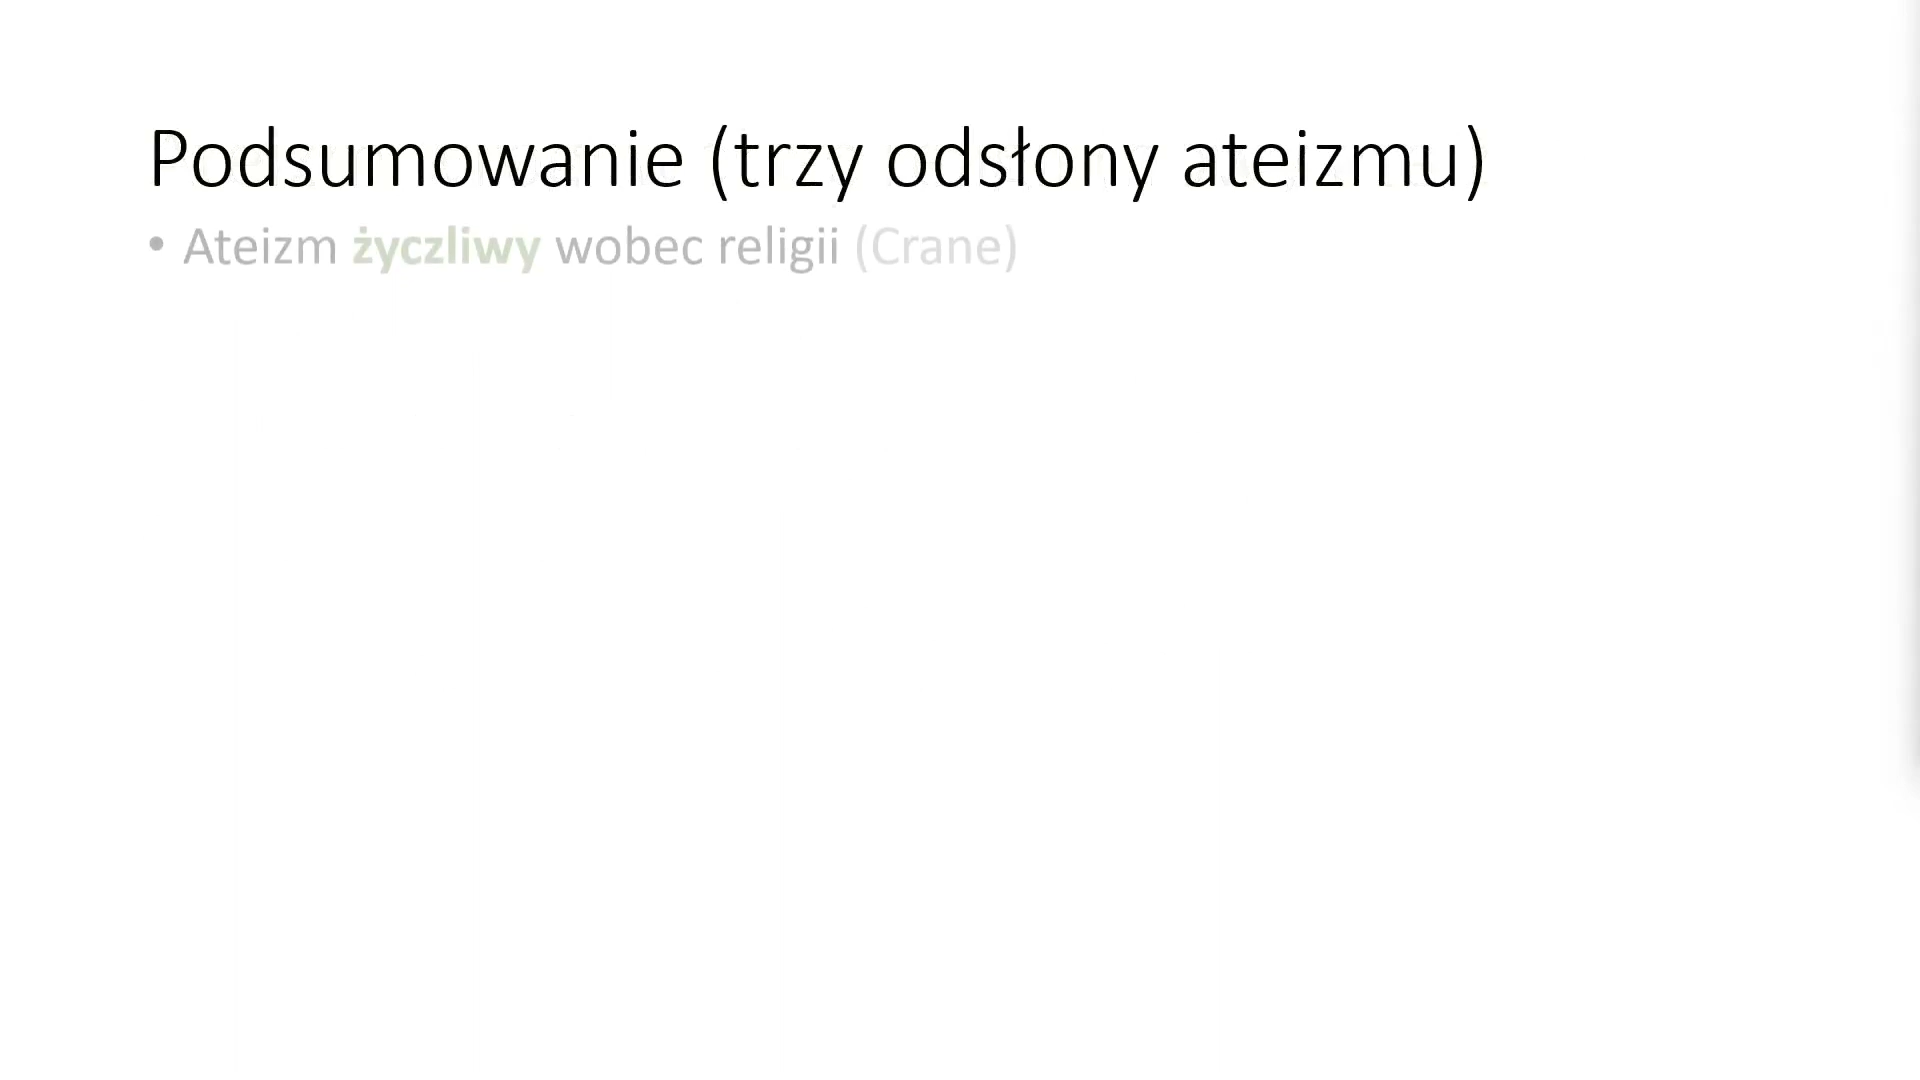 Podsumowanie (trzy odsłony ateizmu)
• Ateizm życzliwy wobec religii (Crane)